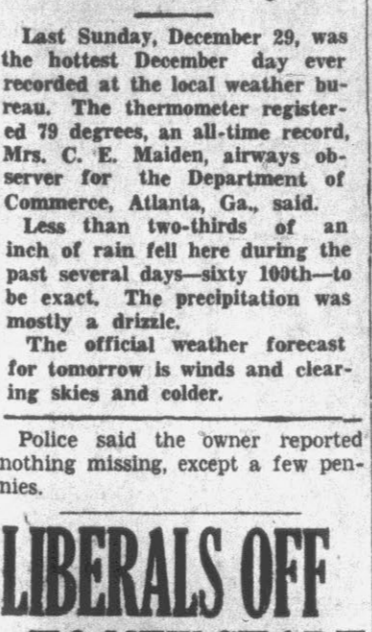 Last Sunday, December 29, was
the hottest December day ever
recorded at the local weather bu-
reau. The thermometer register-
ed 79 degrees, an all-time record,
Mrs. C. E. Maiden, airways ob-
server for the Department of
Commerce, Atlanta, Ga., said.
Less than two-thirds of an
inch of rain fell here during the
past several days—sixty 100th—to
be exact. The precipitation was
mostly a drizzle.
The official weather forecast
for tomorrow is winds and clear-
ing skies and colder.
Police said the owner reported
nothing missing, except a few pen-
nies.
LIBERALS OFF